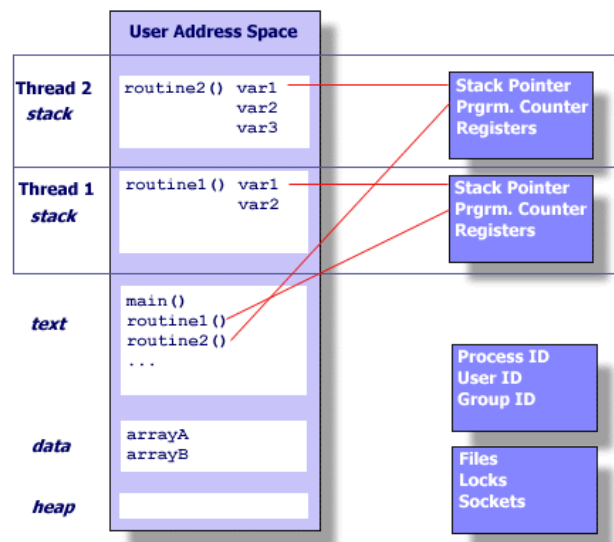 User Address Space
Thread 2
stack
routine2() var1
var2
var3
Stack Pointer
Prgrm. Counter
Registers
Thread 1
stack
routine1() var1
var2
Stack Pointer
Prgrm. Counter
Registers
text
main()
routine1()
routine2()
...
Process ID
User ID
Group ID
data
arrayA
arrayB
Files
Locks
Sockets
heap